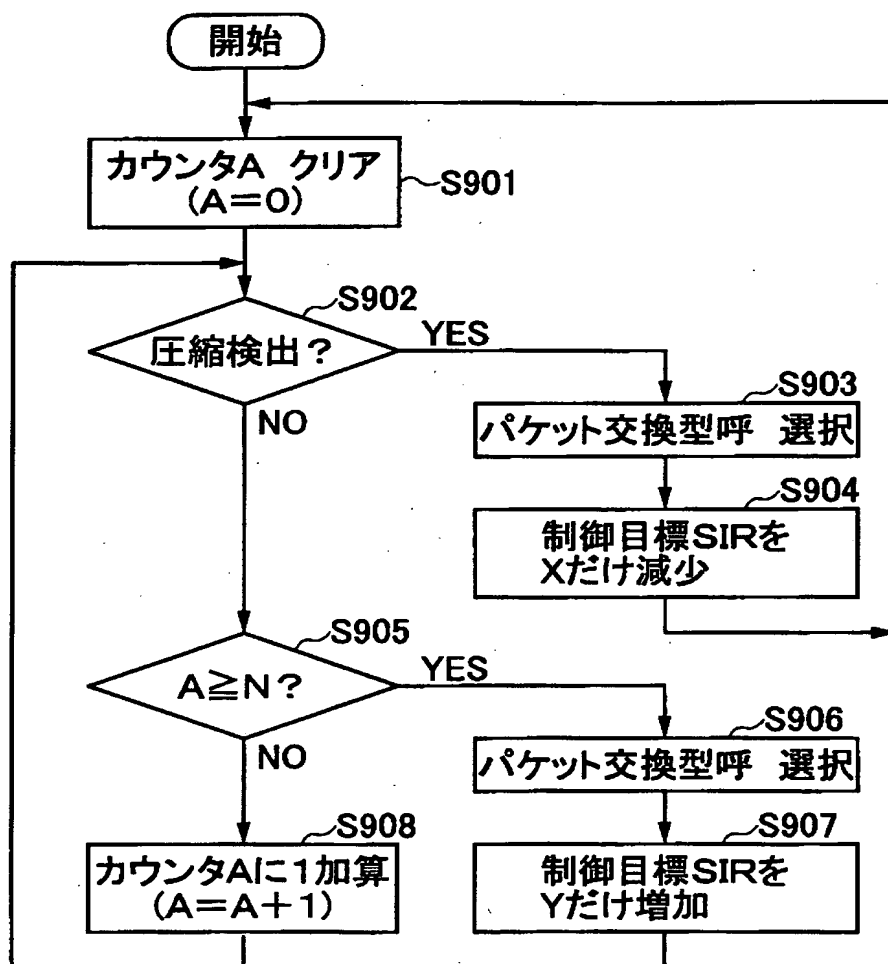 開始
カウンタA クリア
(A=0)
S901
S902
圧縮検出?
YES
NO
S903
パケット交換型呼 選択
S904
制御目標SIRを
Xだけ減少
S905
A≧N?
YES
NO
S906
パケット交換型呼 選択
S907
制御目標SIRを
Yだけ増加
S908
カウンタAに1加算
(A=A+1)